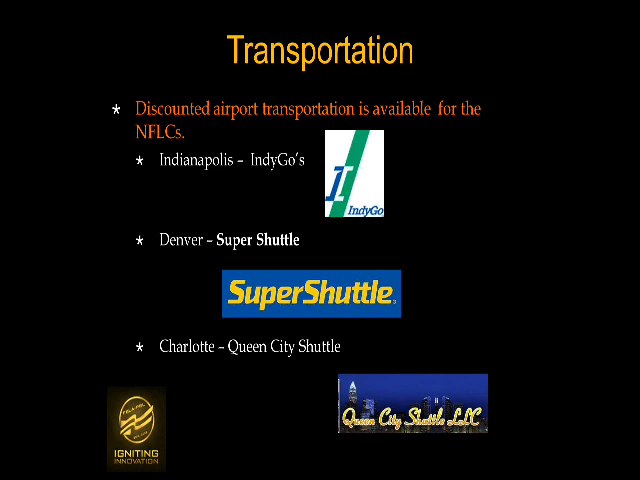 Transportation
* Discounted airport transportation is available for the
NFLCs.
* Indianapolis – IndyGo's
IndyGo
* Denver – Super Shuttle
SuperShuttle
* Charlotte – Queen City Shuttle
Queen City Shuttle LLC
IGNITING
INNOVATION